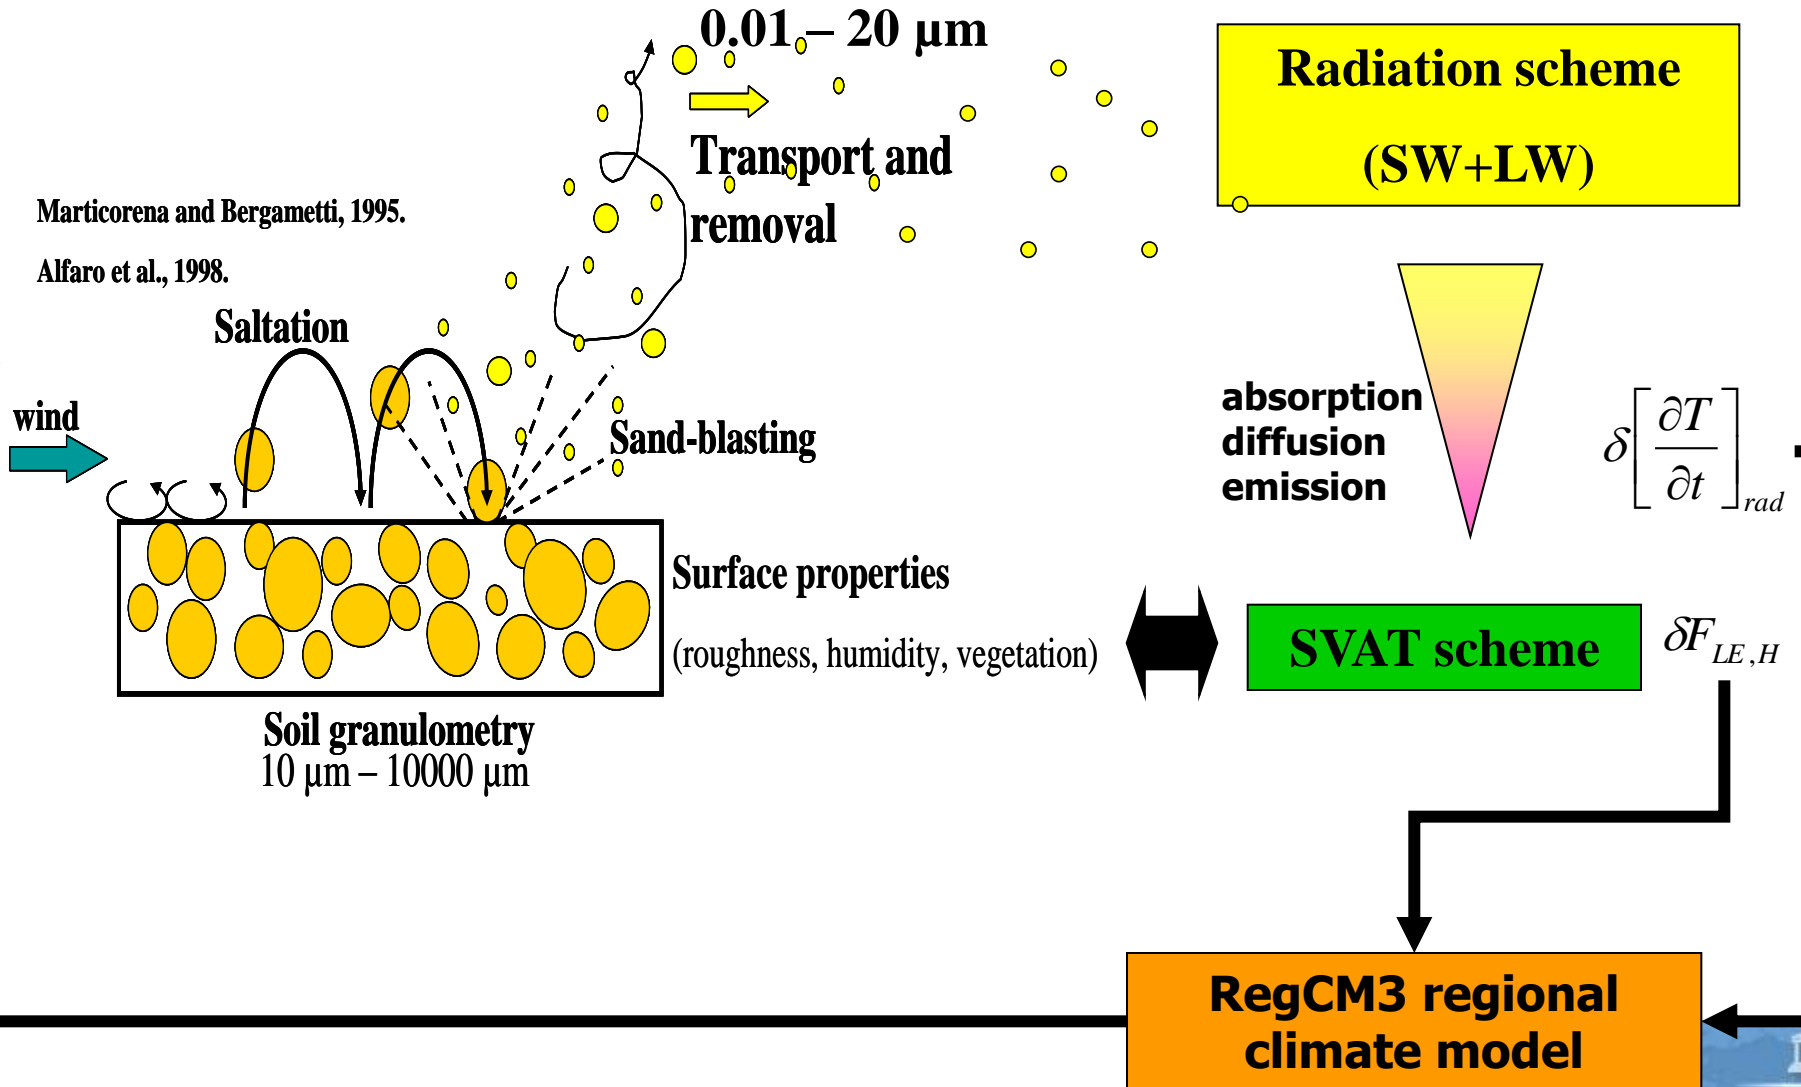 0.01 – 20 µm
Transport and
removal
Marticorena and Bergametti, 1995.
Alfaro et al., 1998.
Saltation
wind
Sand-blasting
Surface properties
(roughness, humidity, vegetation)
Soil granulometry
10 µm – 10000 µm
Radiation scheme
(SW+LW)
absorption
diffusion
emission
δ[∂T/∂t]rad
SVAT scheme
δF_LE,H
RegCM3 regional
climate model